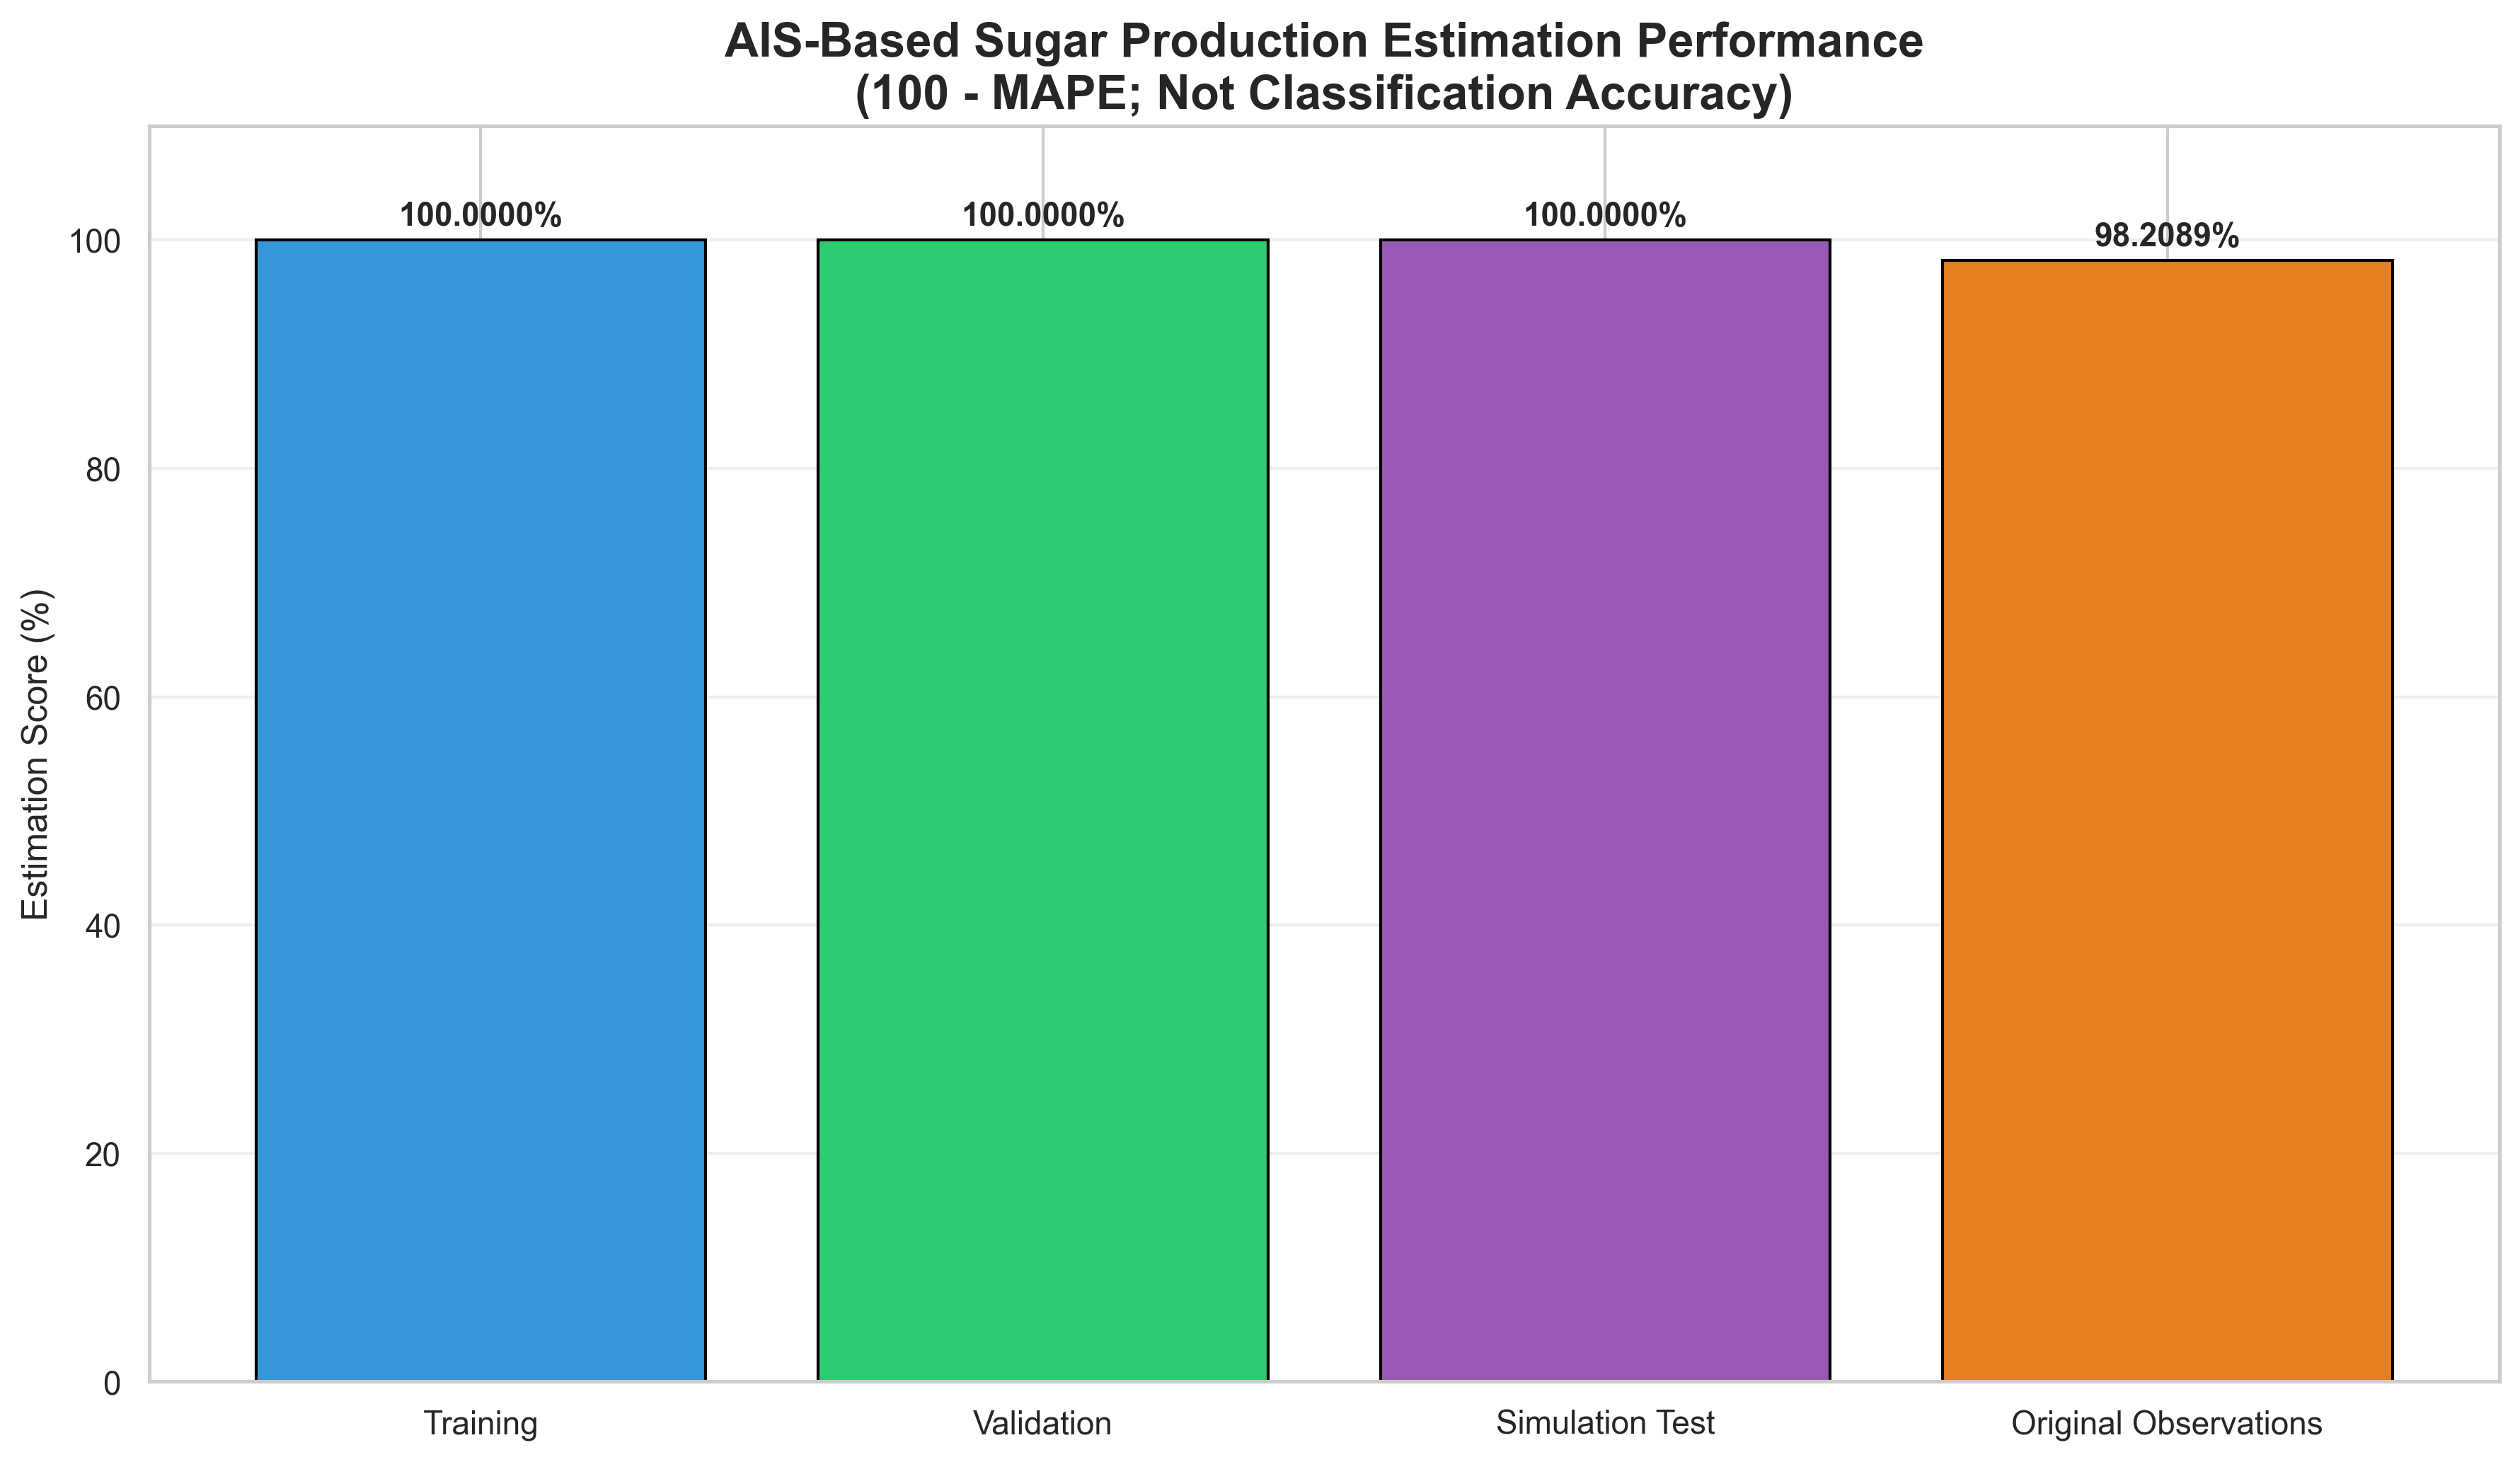 AIS-Based Sugar Production Estimation Performance
(100 - MAPE; Not Classification Accuracy)
100.0000%
100.0000%
100.0000%
98.2089%
100
80
60
40
20
0
Estimation Score (%)
Training
Validation
Simulation Test
Original Observations